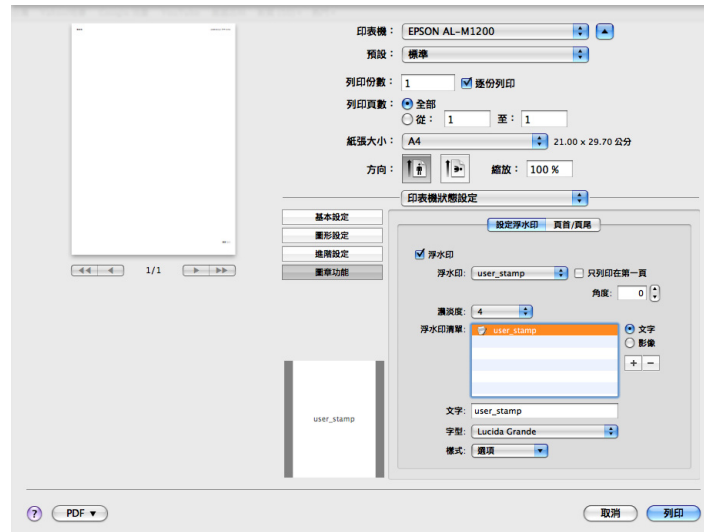 印表機： EPSON AL-M1200
預設： 標準
列印份數： 1 逐份列印
列印頁數： 全部
從： 1 至： 1
紙張大小： A4 21.00 x 29.70 公分
方向： 縮放： 100 %
印表機狀態設定
基本設定
圖形設定
進階設定
圖章功能
設定浮水印 頁首/頁尾
浮水印
浮水印: user_stamp 只列印在第一頁
角度: 0
濃淡度: 4
浮水印清單: user_stamp 文字
影像
+ −
文字: user_stamp
字型: Lucida Grande
樣式: 選項
1/1
user_stamp
? PDF ▼ 取消 列印